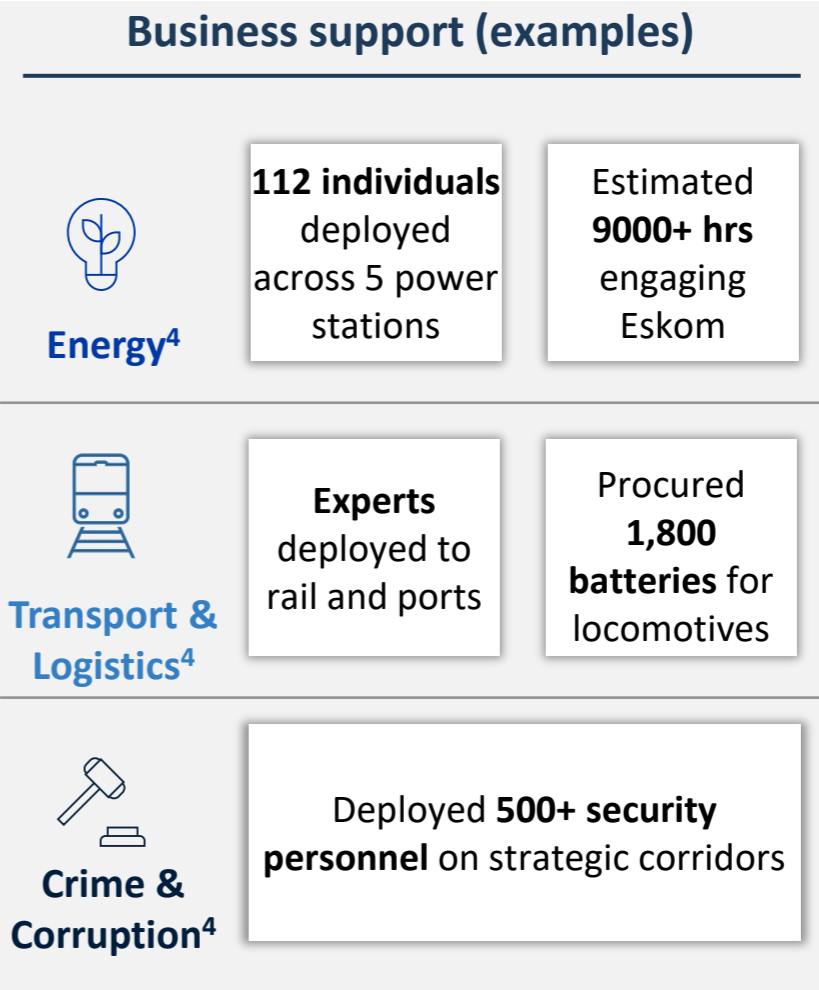 Business support (examples)
Energy4
112 individuals
deployed
across 5 power
stations
Estimated
9000+ hrs
engaging
Eskom
Transport &
Logistics4
Experts
deployed to
rail and ports
Procured
1,800
batteries for
locomotives
Crime &
Corruption4
Deployed 500+ security
personnel on strategic corridors